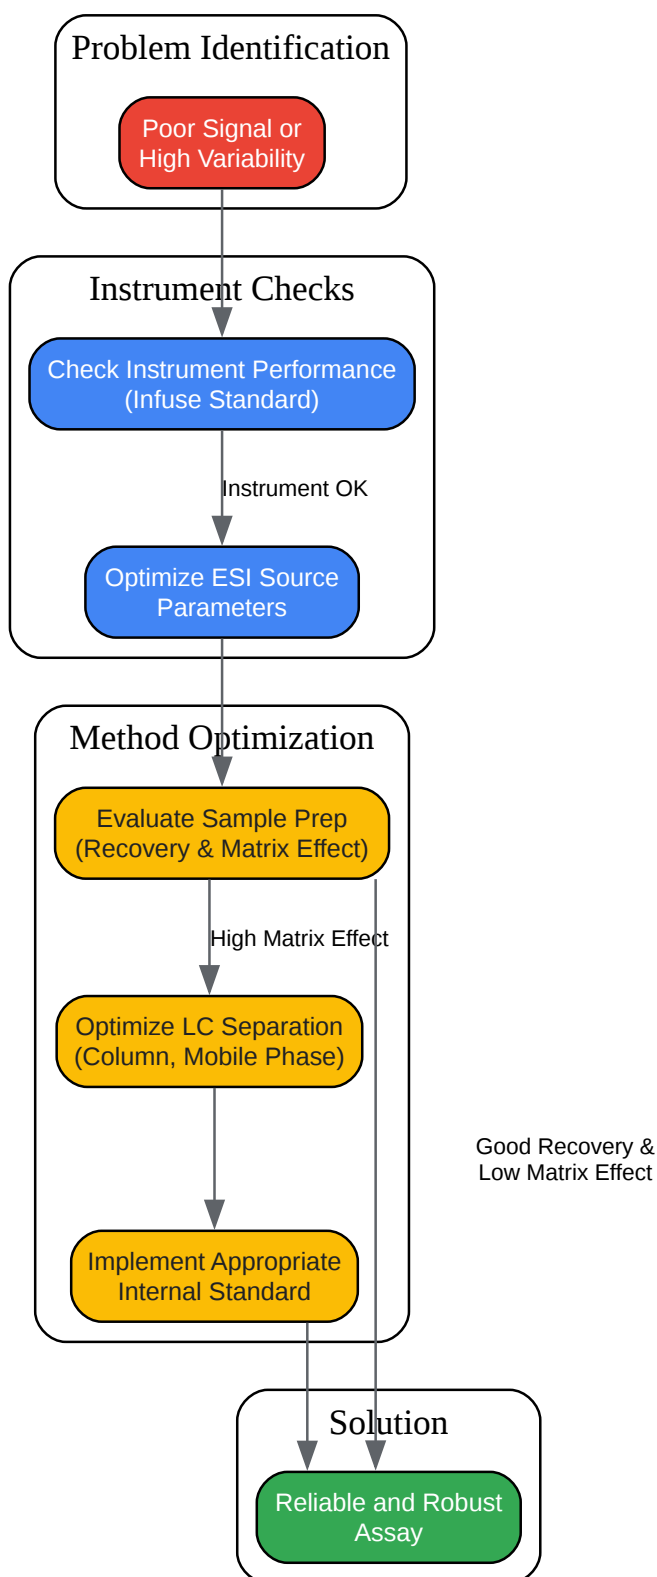 Problem Identification
Poor Signal or
High Variability
Instrument Checks
Check Instrument Performance
(Infuse Standard)
Instrument OK
Optimize ESI Source
Parameters
Method Optimization
Evaluate Sample Prep
(Recovery & Matrix Effect)
High Matrix Effect
Optimize LC Separation
(Column, Mobile Phase)
Good Recovery &
Low Matrix Effect
Implement Appropriate
Internal Standard
Solution
Reliable and Robust
Assay